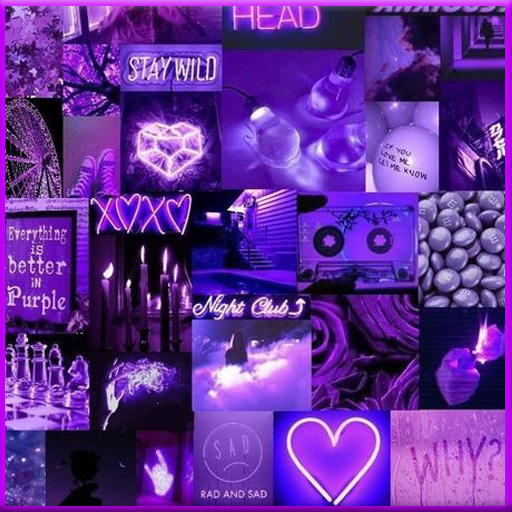 HEAD
ANXIOUS?
STAY WILD
IF YOU
LOVE ME
LET ME KNOW
XOXO
Everything
is
better
in
Purple
Night Club
SAD
RAD AND SAD
WHY?
m